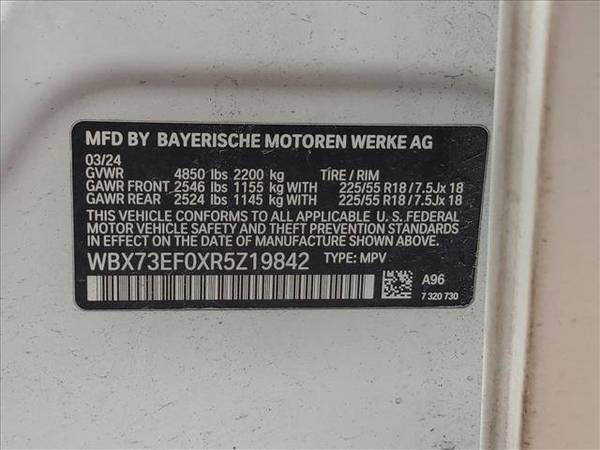 MFD BY BAYERISCHE MOTOREN WERKE AG
03/24
GVWR 4850 lbs 2200 kg TIRE / RIM
GAWR FRONT 2546 lbs 1155 kg WITH 225/55 R18 / 7.5Jx 18
GAWR REAR 2524 lbs 1145 kg WITH 225/55 R18 / 7.5Jx 18
THIS VEHICLE CONFORMS TO ALL APPLICABLE U. S. FEDERAL
MOTOR VEHICLE SAFETY AND THEFT PREVENTION STANDARDS
IN EFFECT ON THE DATE OF MANUFACTURE SHOWN ABOVE.
WBX73EF0XR5Z19842 TYPE: MPV
A96
7 320 730